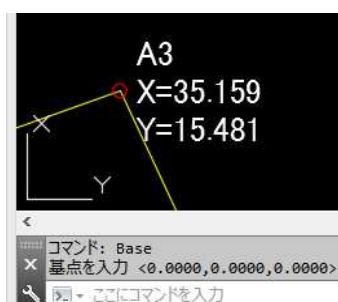 A3
X=35.159
Y=15.481
X
Y
コマンド: Base
基点を入力 <0.0000,0.0000,0.0000>
ここにコマンドを入力